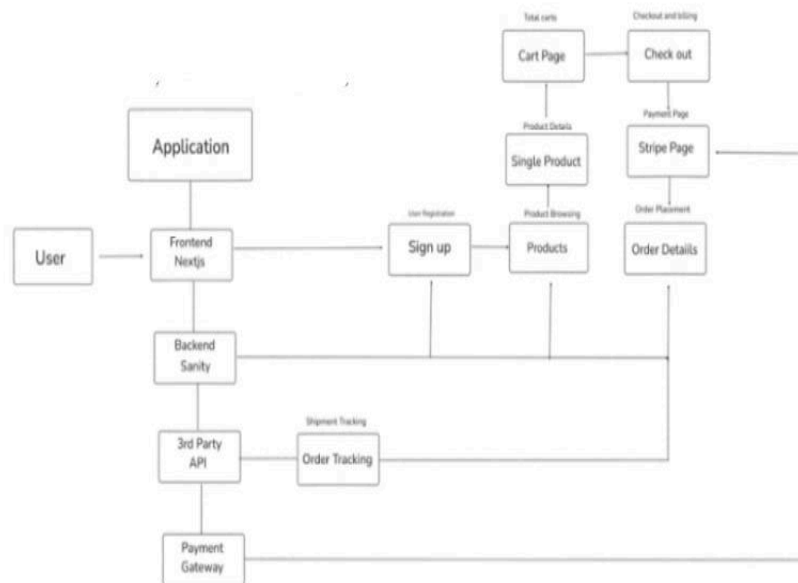 Total carts
Checkout and billing
Cart Page
Check out
Application
Product Details
Payment Page
Single Product
Stripe Page
User Registration
Product Browsing
Order Placement
User
Frontend
Nextjs
Sign up
Products
Order Details
Backend
Sanity
Shipment Tracking
3rd Party
API
Order Tracking
Payment
Gateway